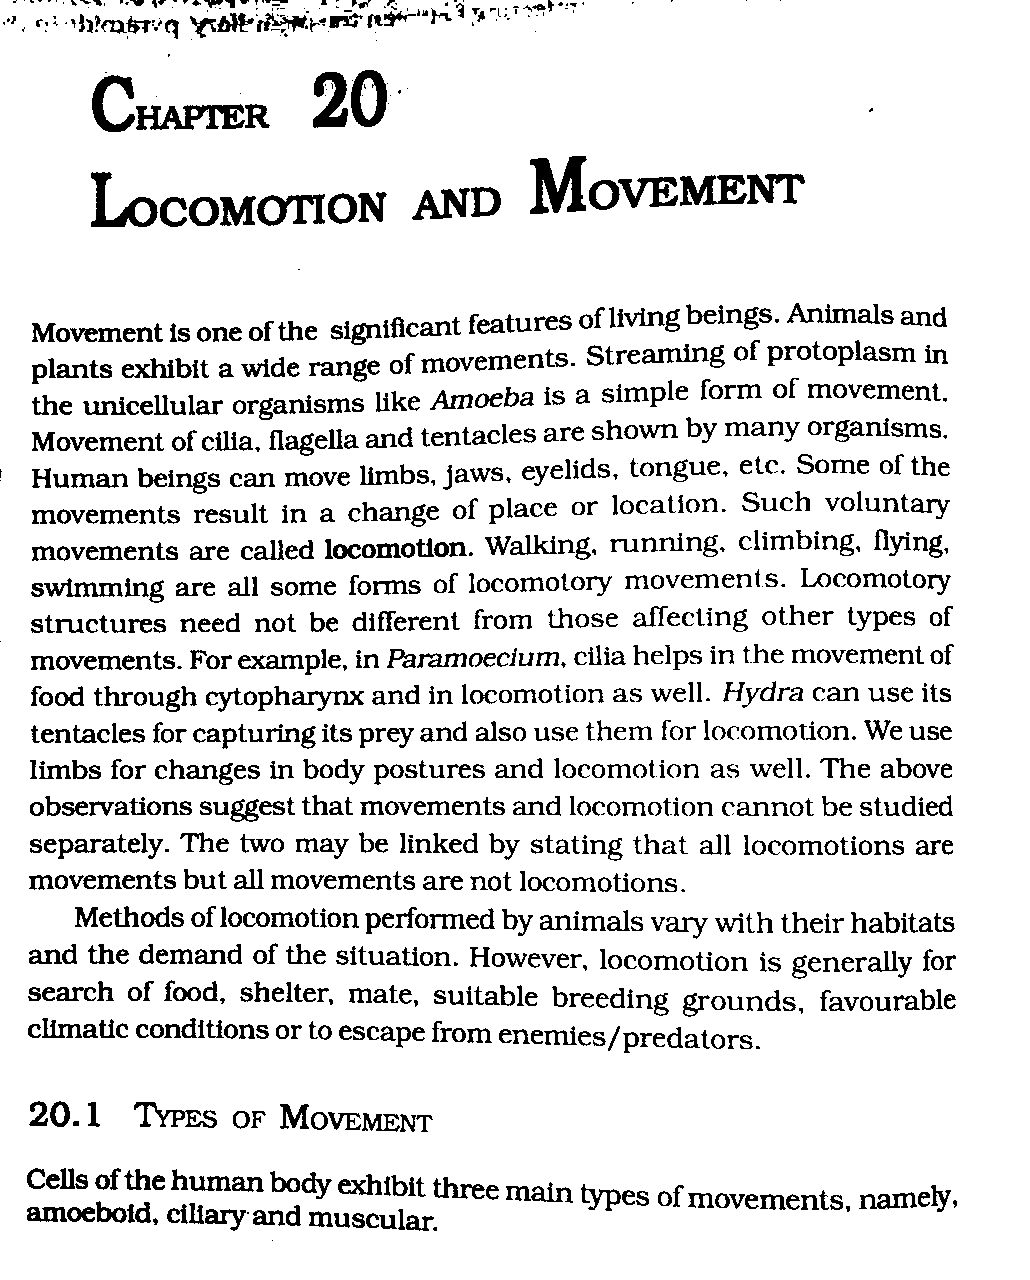 CHAPTER 20
LOCOMOTION AND MOVEMENT
Movement is one of the significant features of living beings. Animals and
plants exhibit a wide range of movements. Streaming of protoplasm in
the unicellular organisms like Amoeba is a simple form of movement.
Movement of cilia, flagella and tentacles are shown by many organisms.
Human beings can move limbs, jaws, eyelids, tongue, etc. Some of the
movements result in a change of place or location. Such voluntary
movements are called locomotion. Walking, running, climbing, flying,
swimming are all some forms of locomotory movements. Locomotory
structures need not be different from those affecting other types of
movements. For example, in Paramoecium, cilia helps in the movement of
food through cytopharynx and in locomotion as well. Hydra can use its
tentacles for capturing its prey and also use them for locomotion. We use
limbs for changes in body postures and locomotion as well. The above
observations suggest that movements and locomotion cannot be studied
separately. The two may be linked by stating that all locomotions are
movements but all movements are not locomotions.
Methods of locomotion performed by animals vary with their habitats
and the demand of the situation. However, locomotion is generally for
search of food, shelter, mate, suitable breeding grounds, favourable
climatic conditions or to escape from enemies/predators.
20.1 TYPES OF MOVEMENT
Cells of the human body exhibit three main types of movements, namely,
amoeboid, ciliary and muscular.